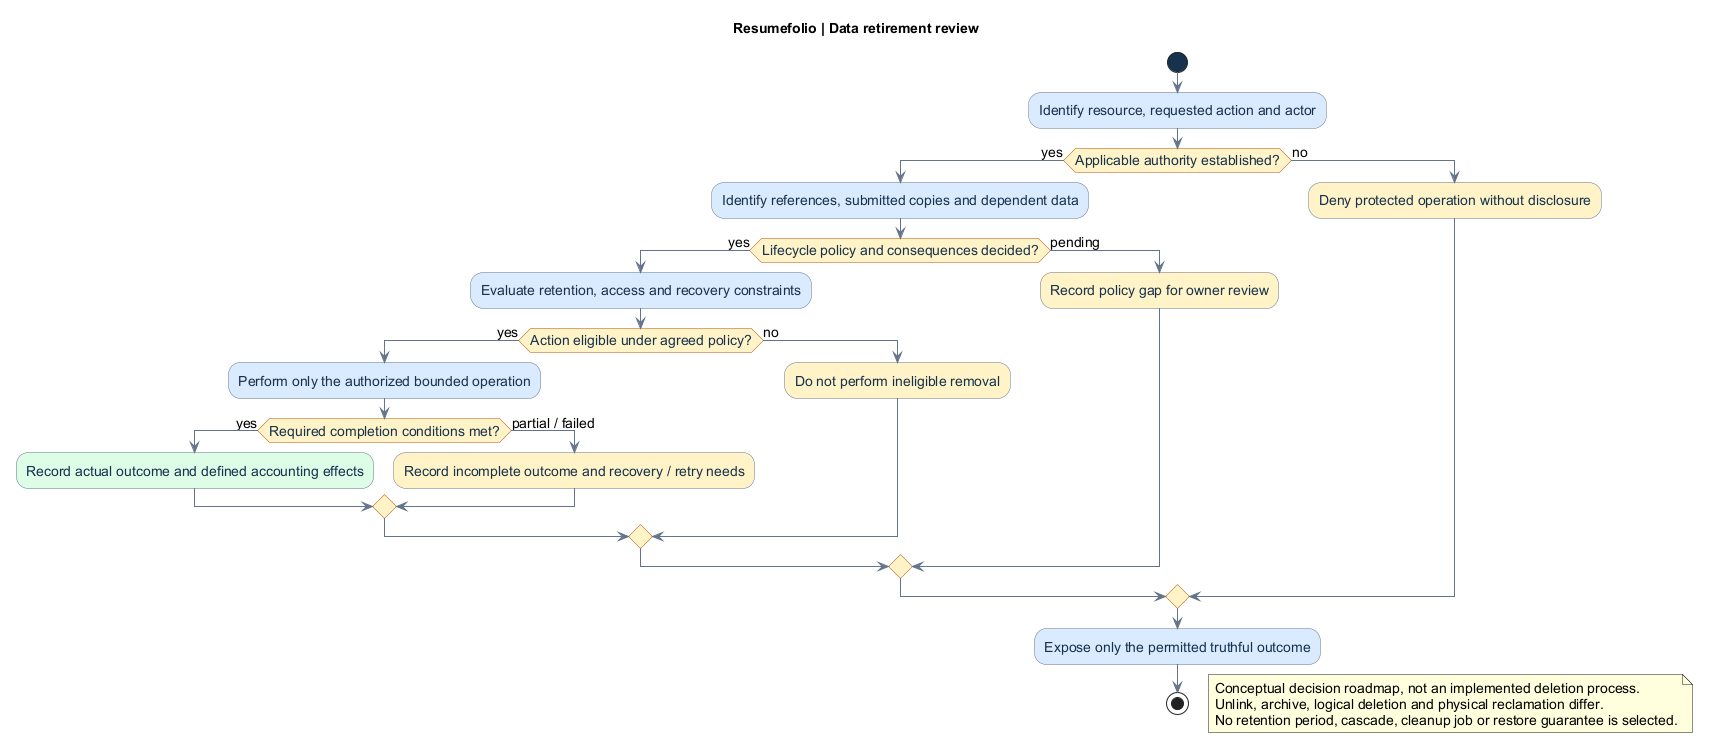 Resumefolio | Data retirement review
Identify resource, requested action and actor
yes
Applicable authority established?
no
Identify references, submitted copies and dependent data
Deny protected operation without disclosure
yes
Lifecycle policy and consequences decided?
pending
Evaluate retention, access and recovery constraints
Record policy gap for owner review
yes
Action eligible under agreed policy?
no
Perform only the authorized bounded operation
Do not perform ineligible removal
yes
Required completion conditions met?
partial / failed
Record actual outcome and defined accounting effects
Record incomplete outcome and recovery / retry needs
Expose only the permitted truthful outcome
Conceptual decision roadmap, not an implemented deletion process.
Unlink, archive, logical deletion and physical reclamation differ.
No retention period, cascade, cleanup job or restore guarantee is selected.